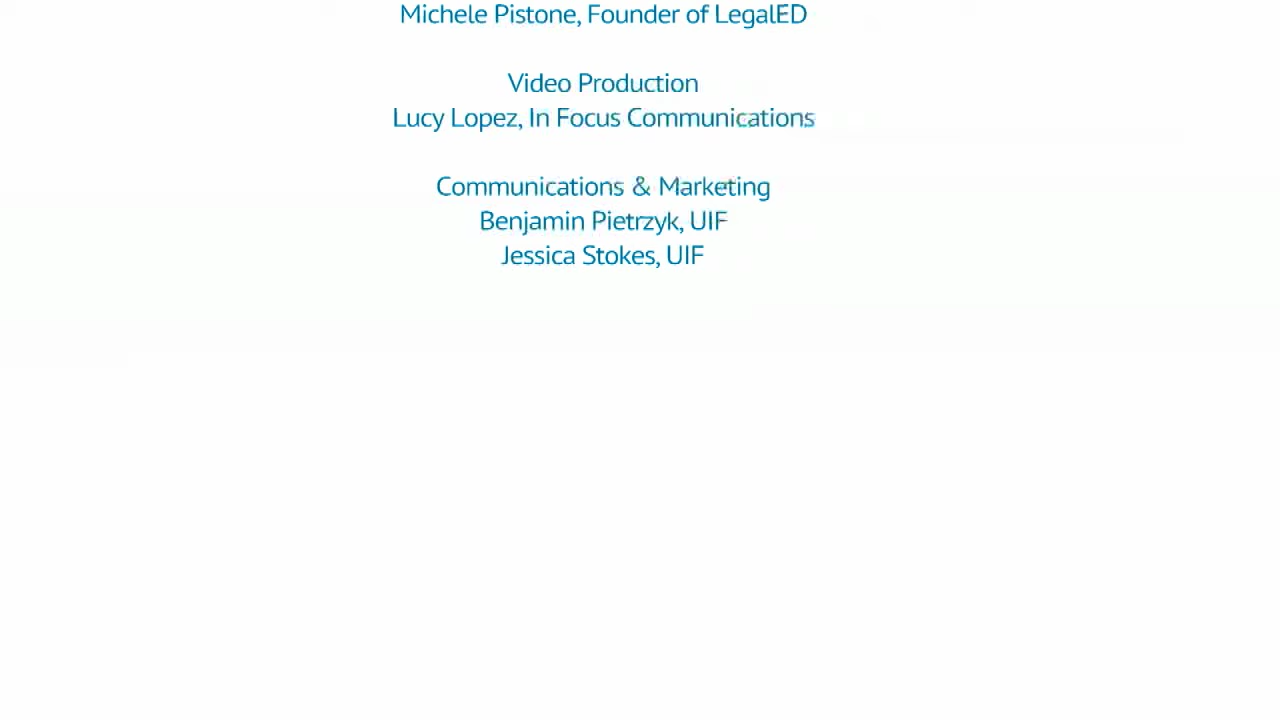 Michele Pistone, Founder of LegalED
Video Production
Lucy Lopez, In Focus Communications
Communications & Marketing
Benjamin Pietrzyk, UIF
Jessica Stokes, UIF